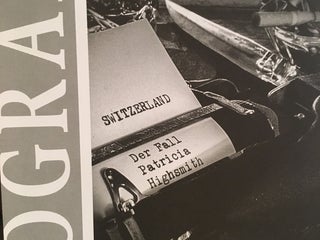 OGRA
SWITZERLAND
Der Fall
Patricia
Highsmith